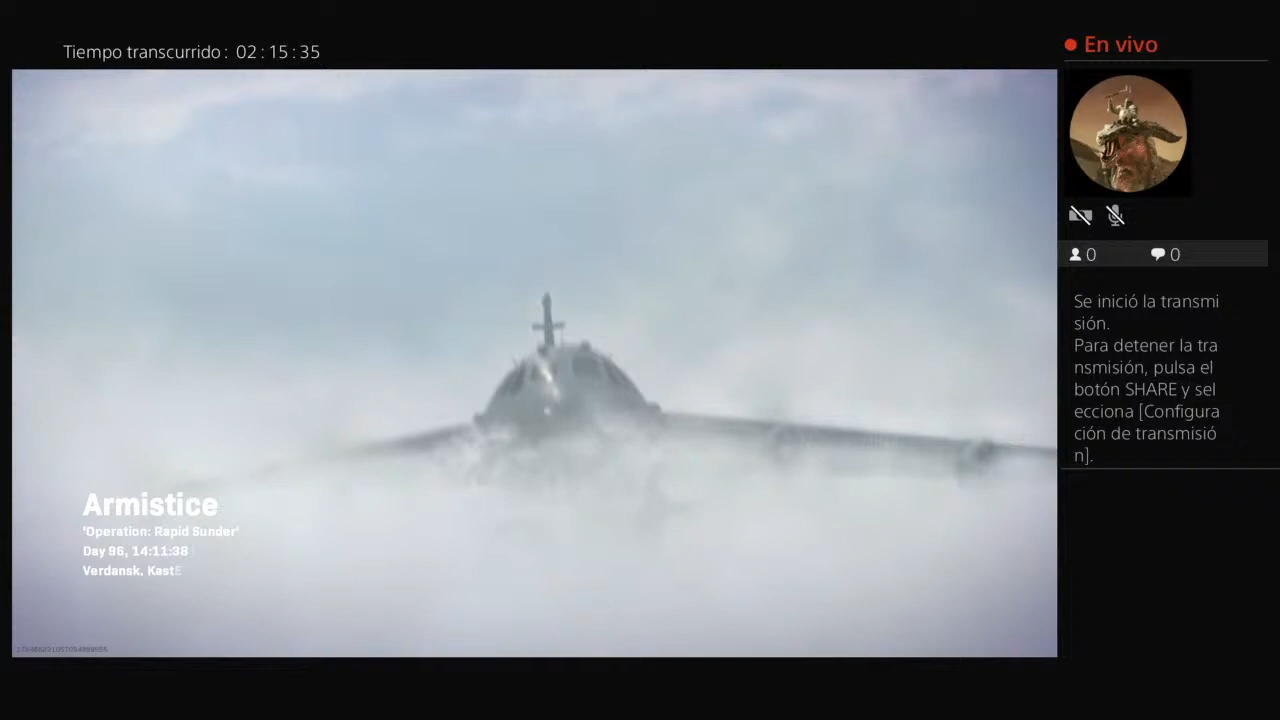 Tiempo transcurrido: 02:15:35
En vivo
0
0
Se inició la transmi
sión.
Para detener la tra
nsmisión, pulsa el
botón SHARE y sel
ecciona [Configura
ción de transmisió
n].
Armistice
'Operation: Rapid Sunder'
Day 96, 14:11:38
Verdansk, KastE